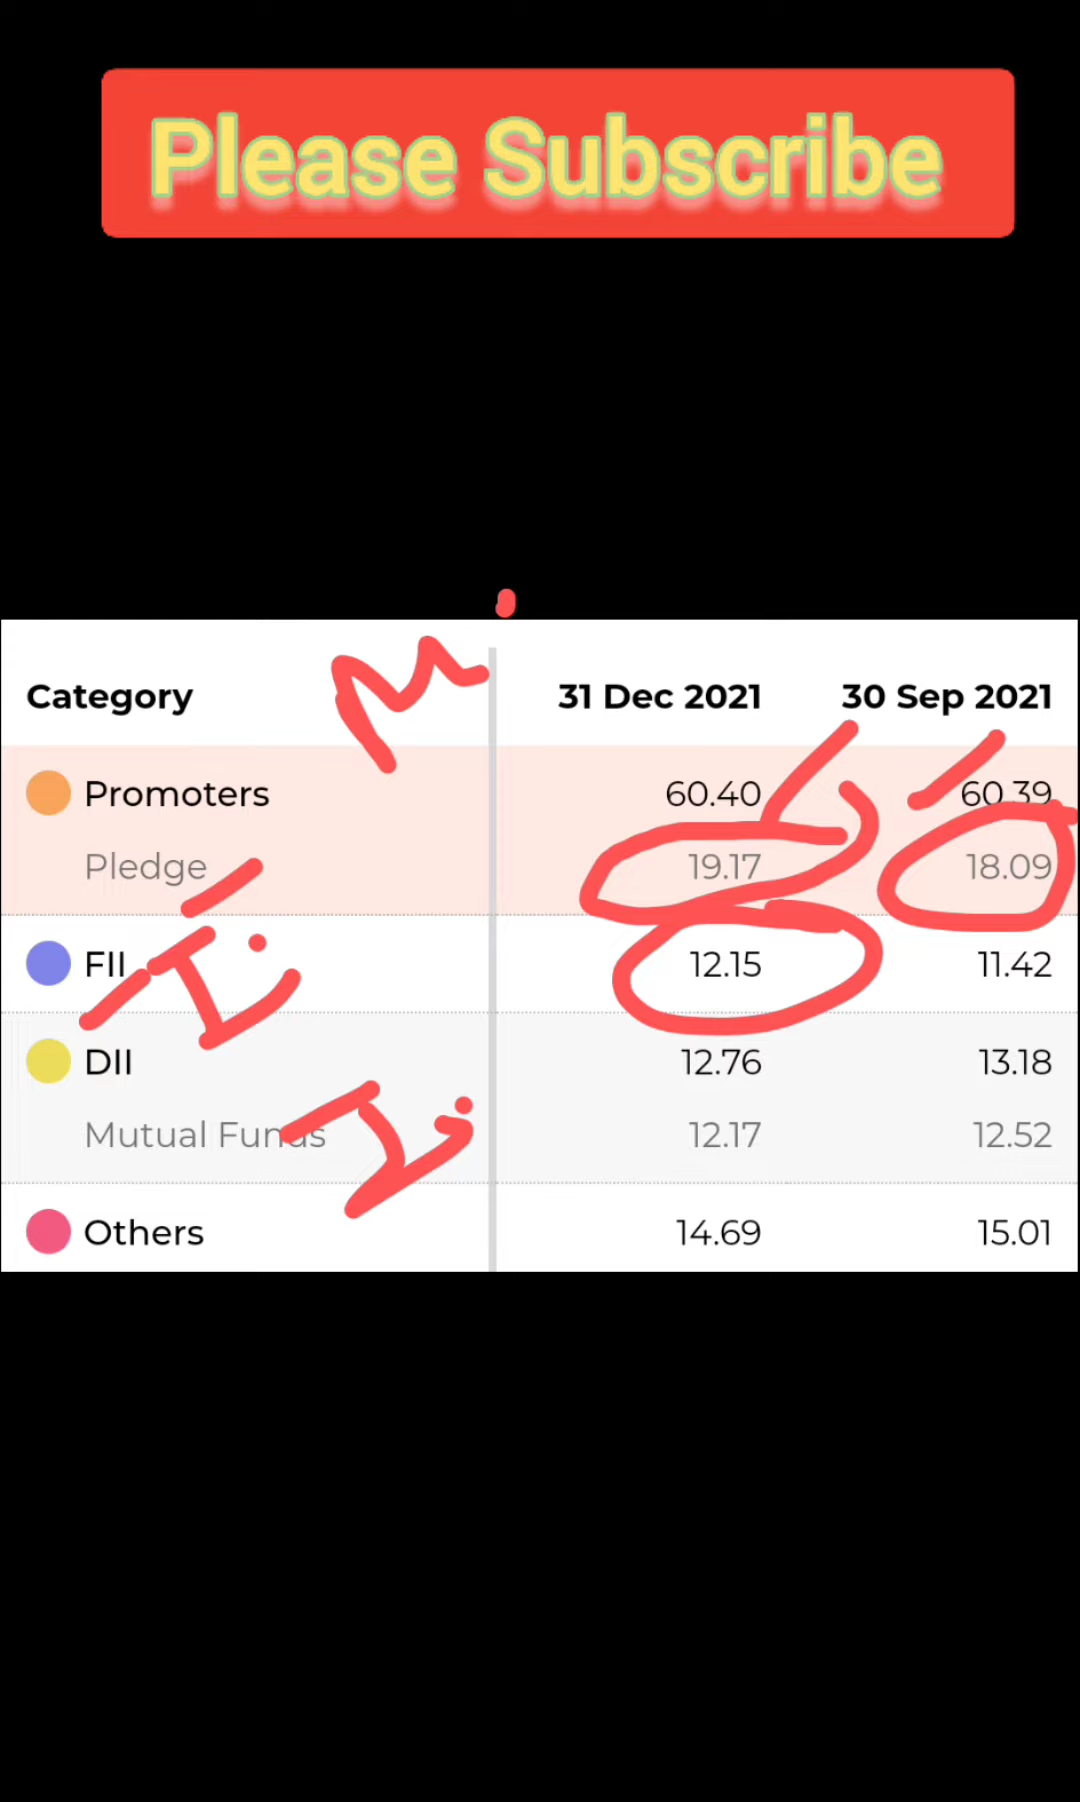 Please Subscribe
Category 31 Dec 2021 30 Sep 2021
Promoters 60.40 60.39
Pledge 19.17 18.09
FII 12.15 11.42
DII 12.76 13.18
Mutual Funds 12.17 12.52
Others 14.69 15.01